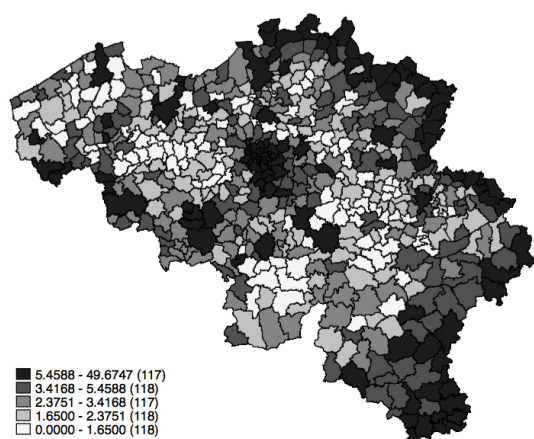 5.4588 - 49.6747 (117)
3.4168 - 5.4588 (118)
2.3751 - 3.4168 (117)
1.6500 - 2.3751 (118)
0.0000 - 1.6500 (118)